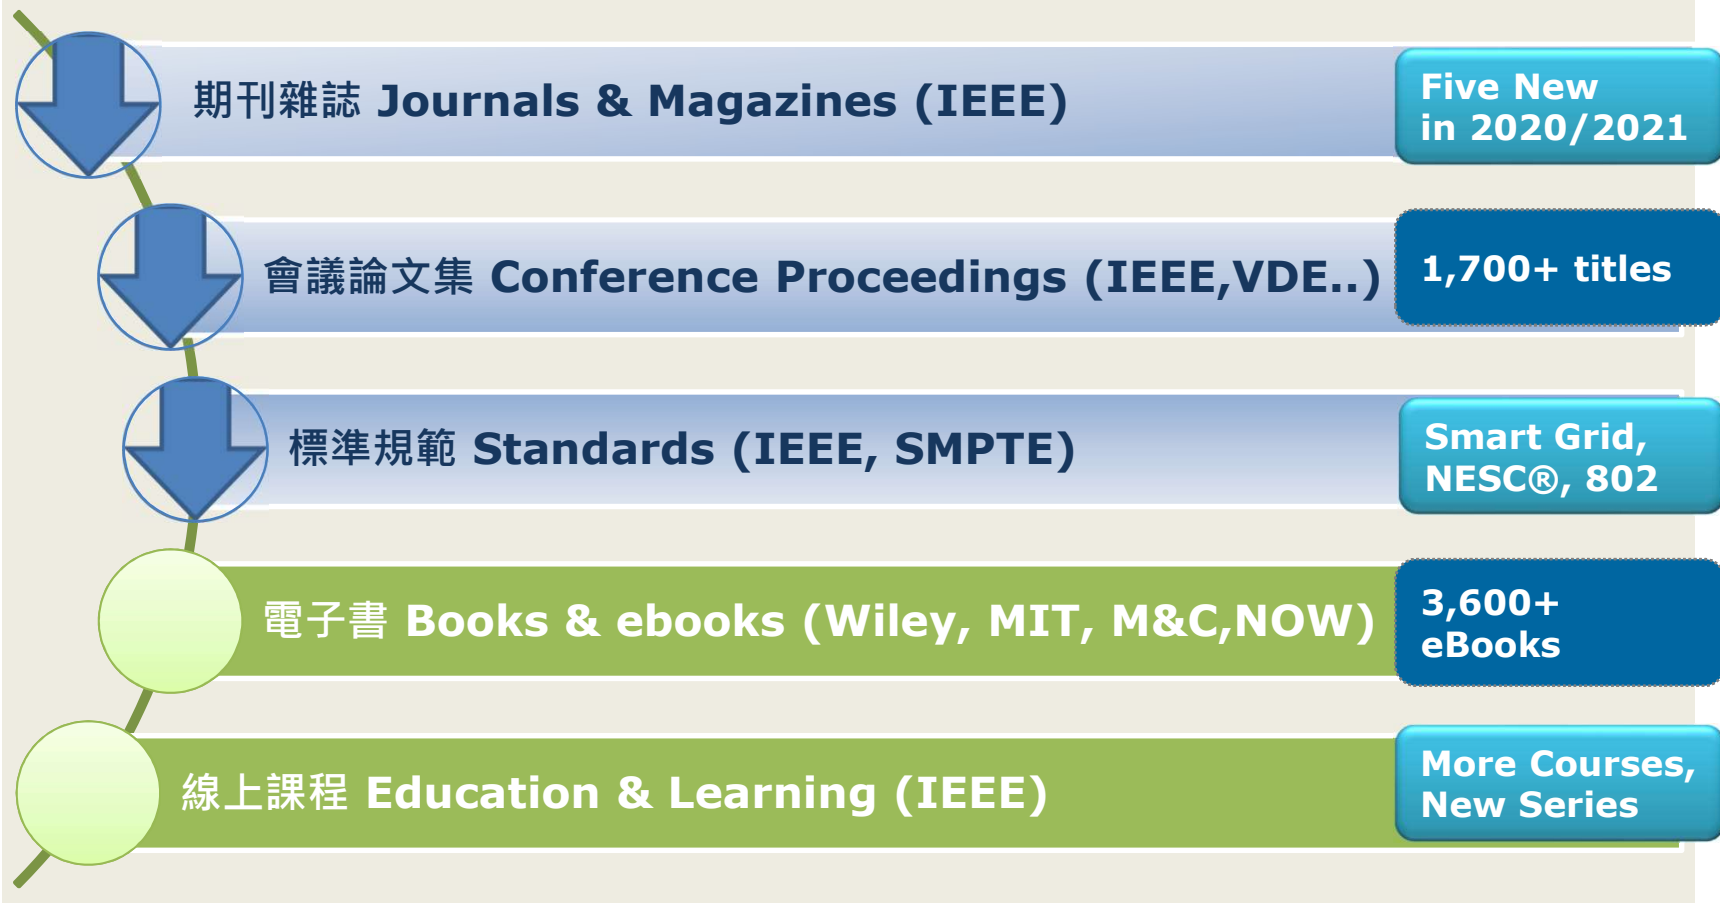 期刊雜誌 Journals & Magazines (IEEE)
Five New
in 2020/2021
會議論文集 Conference Proceedings (IEEE,VDE..)
1,700+ titles
標準規範 Standards (IEEE, SMPTE)
Smart Grid,
NESC®, 802
電子書 Books & ebooks (Wiley, MIT, M&C,NOW)
3,600+
eBooks
線上課程 Education & Learning (IEEE)
More Courses,
New Series